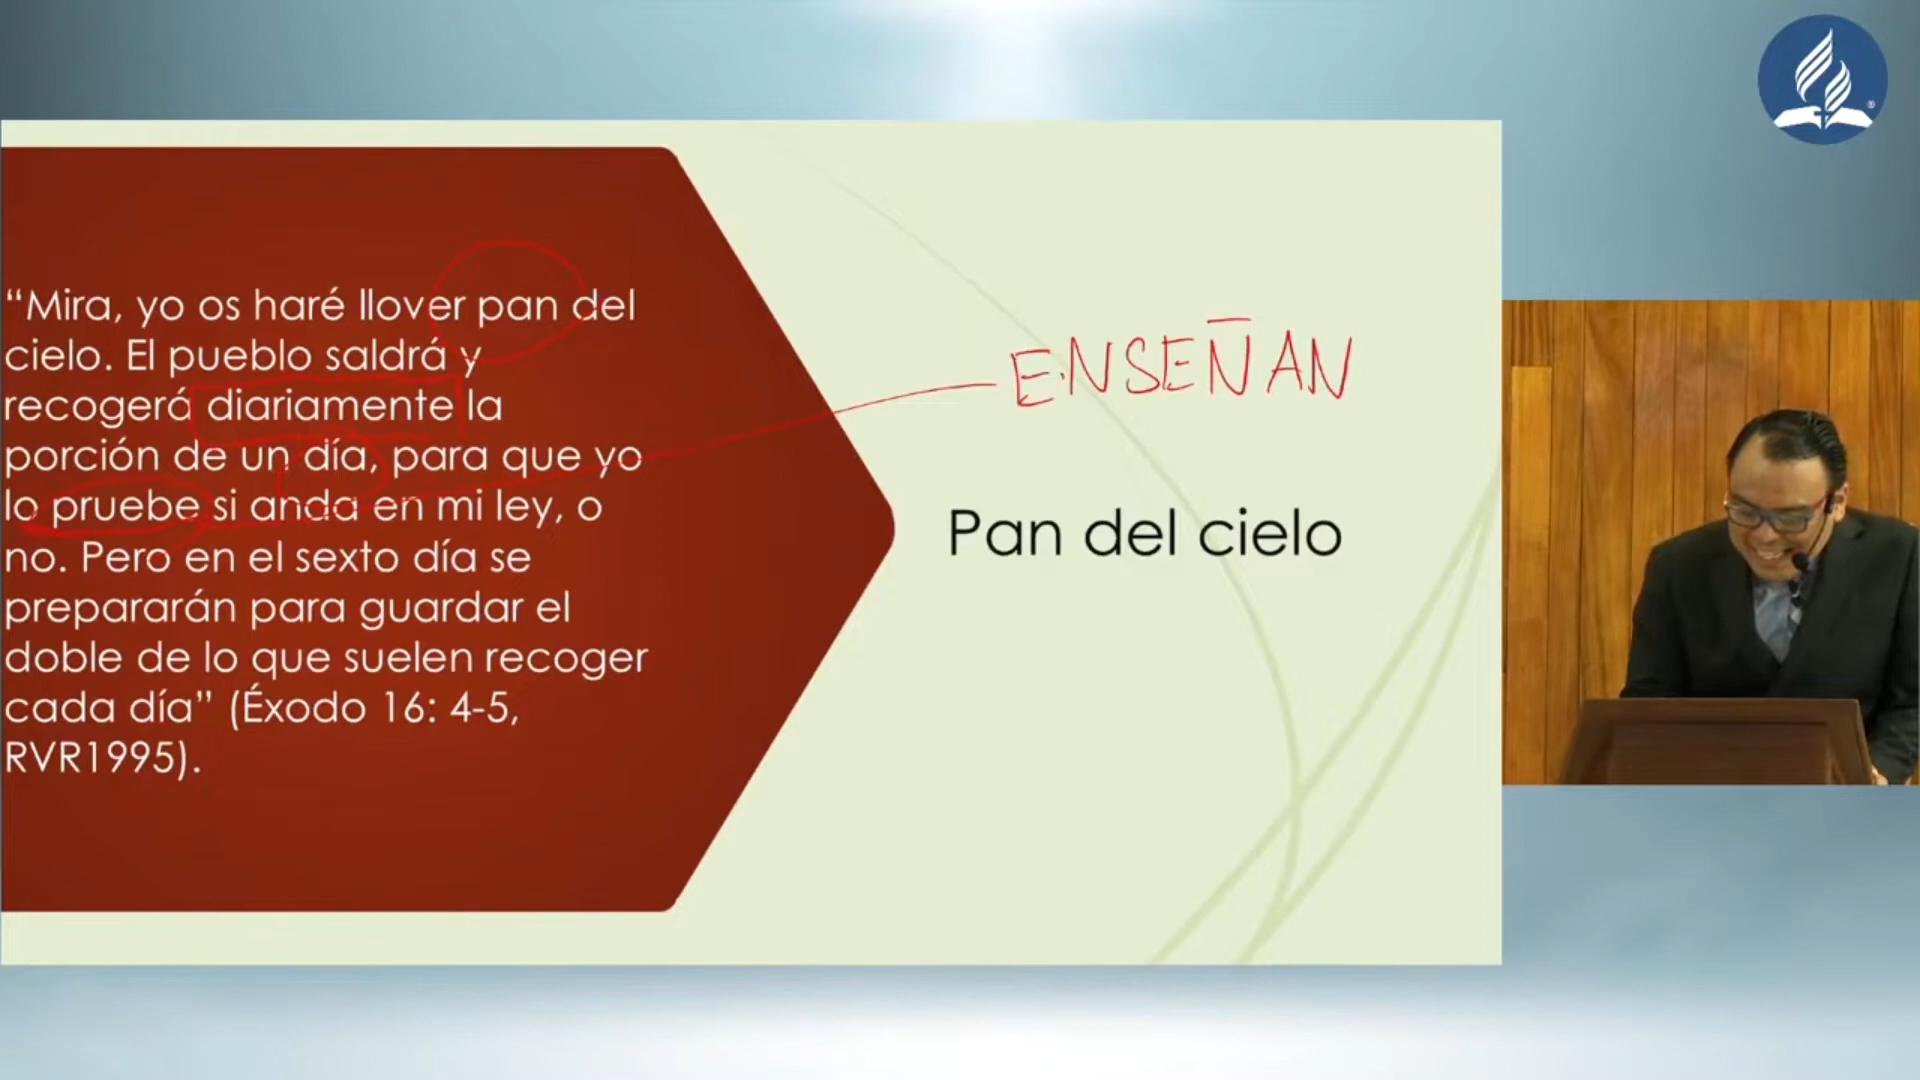 “Mira, yo os haré llover pan del
cielo. El pueblo saldrá y
recogerá diariamente la
porción de un día, para que yo
lo pruebe si anda en mi ley, o
no. Pero en el sexto día se
prepararán para guardar el
doble de lo que suelen recoger
cada día” (Éxodo 16: 4-5,
RVR1995).
ENSEÑAN
Pan del cielo
®